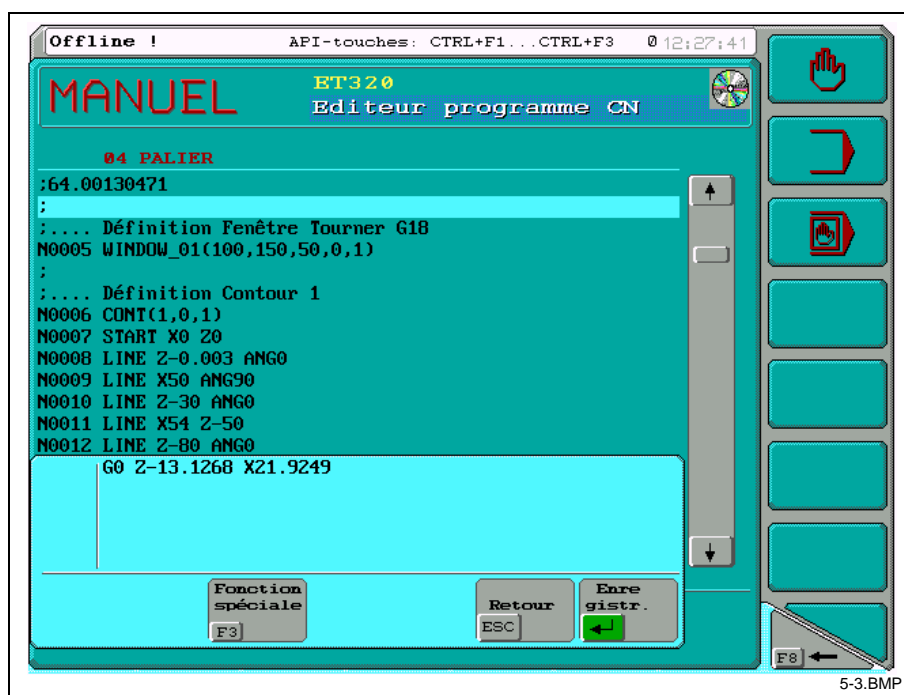 Offline ! API-touches: CTRL+F1...CTRL+F3 0 12:27:41
MANUEL
ET320
Editeur programme CN
04 PALIER
;64.00130471
;
;.... Définition Fenêtre Tourner G18
N0005 WINDOW_01(100,150,50,0,1)
;
;.... Définition Contour 1
N0006 CONT(1,0,1)
N0007 START X0 Z0
N0008 LINE Z-0.003 ANG0
N0009 LINE X50 ANG90
N0010 LINE Z-30 ANG0
N0011 LINE X54 Z-50
N0012 LINE Z-80 ANG0
G0 Z-13.1268 X21.9249
Fonction
spéciale
F3
Retour
ESC
Enre
gistr.
F8
5-3.BMP